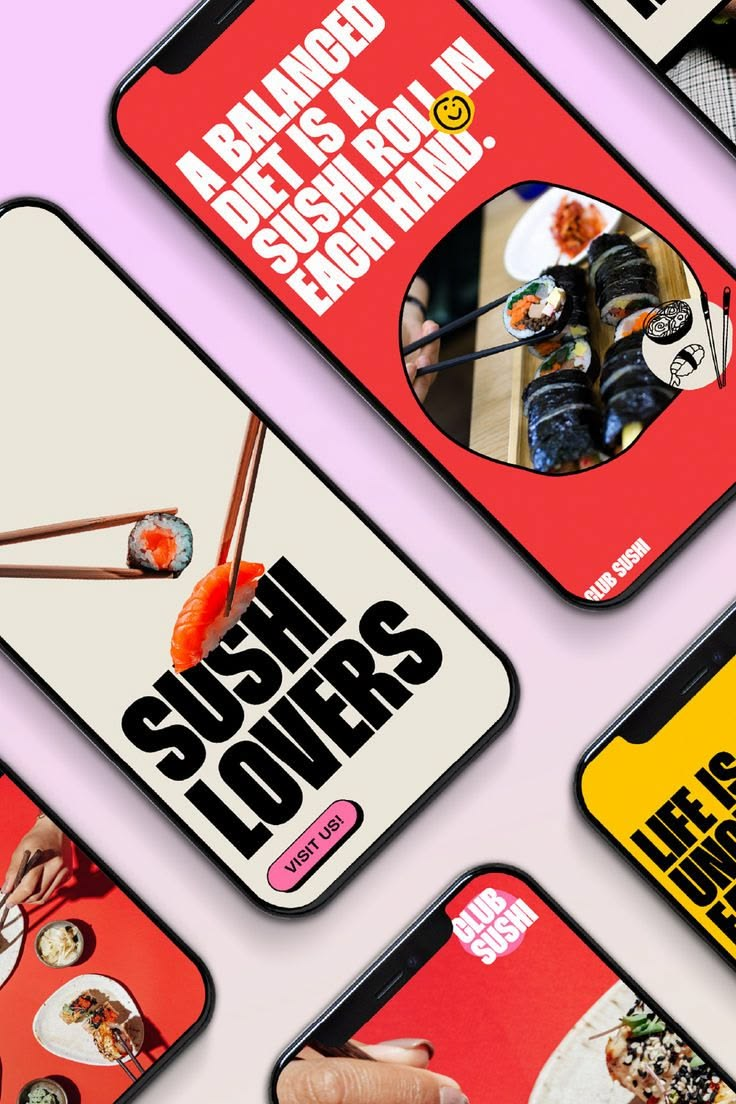 A BALANCED
DIET IS A
SUSHI ROLL IN
EACH HAND.
CLUB SUSHI
SUSHI
LOVERS
VISIT US!
LIFE IS
CLUB
SUSHI